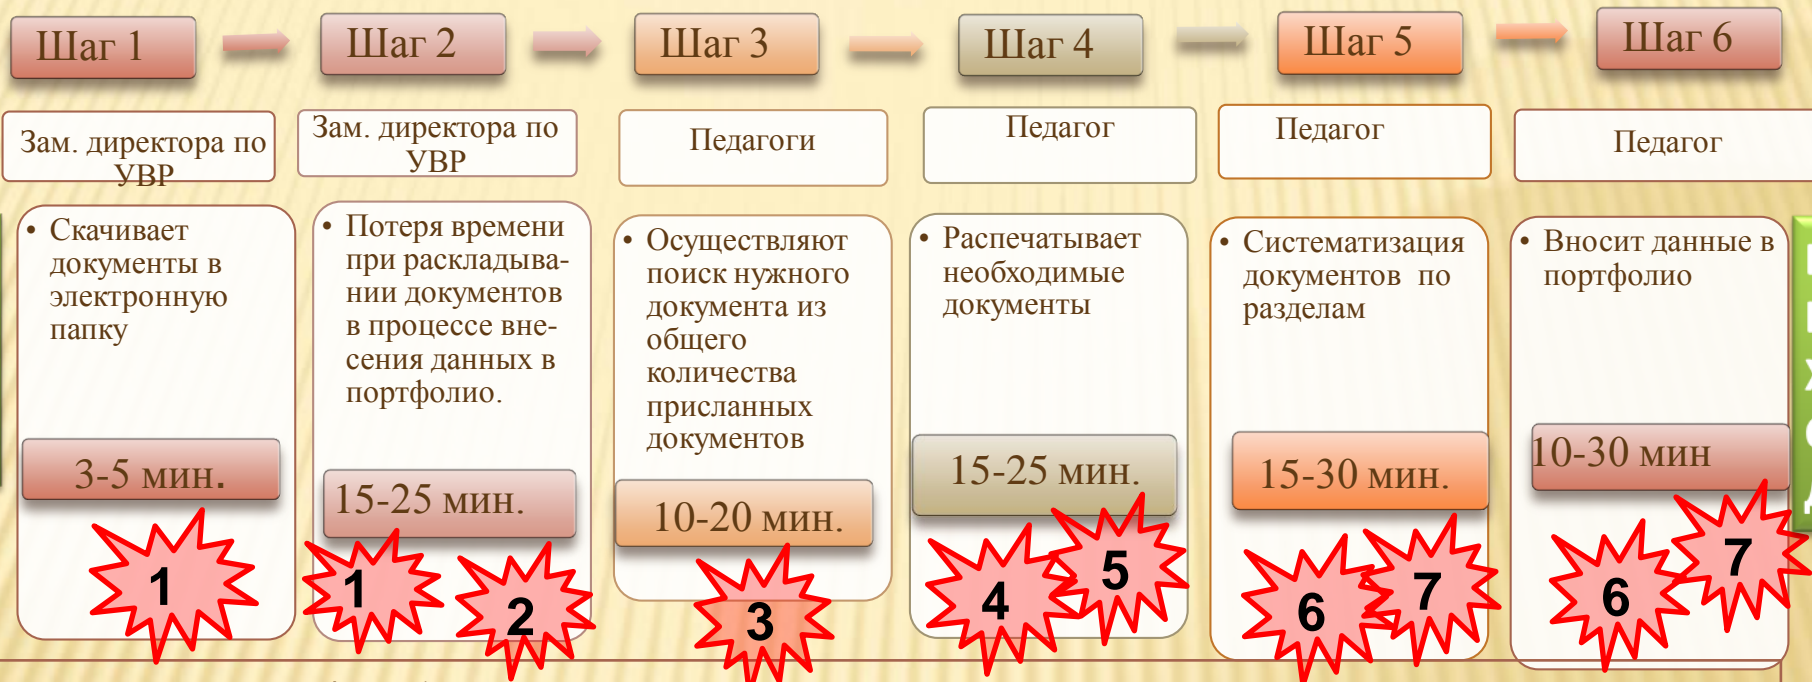 Шаг 1
Шаг 2
Шаг 3
Шаг 4
Шаг 5
Шаг 6
Зам. директора по
УВР
Зам. директора по
УВР
Педагоги
Педагог
Педагог
Педагог
• Скачивает
документы в
электронную
папку
3-5 мин.
1
• Потеря времени
при раскладыва-
нии документов
в процессе вне-
сения данных в
портфолио.
15-25 мин.
1
2
• Осуществляют
поиск нужного
документа из
общего
количества
присланных
документов
10-20 мин.
3
• Распечатывает
необходимые
документы
15-25 мин.
4
5
• Систематизация
документов по
разделам
15-30 мин.
6
7
• Вносит данные в
портфолио
10-30 мин
6
7